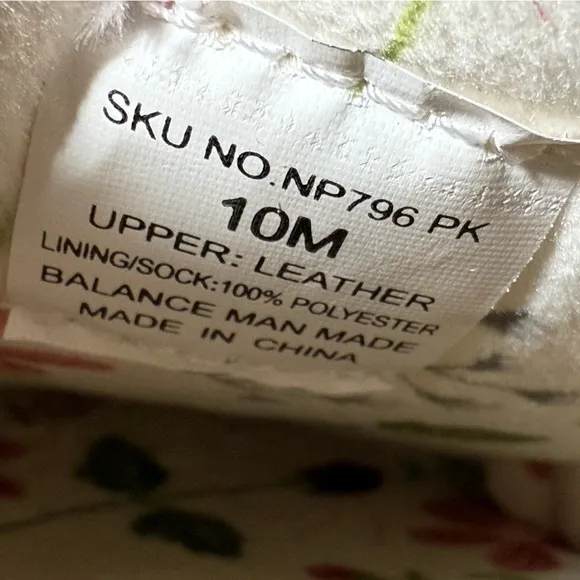 SKU NO.NP796 PK
10M
UPPER: LEATHER
LINING/SOCK:100% POLYESTER
BALANCE MAN MADE
MADE IN CHINA